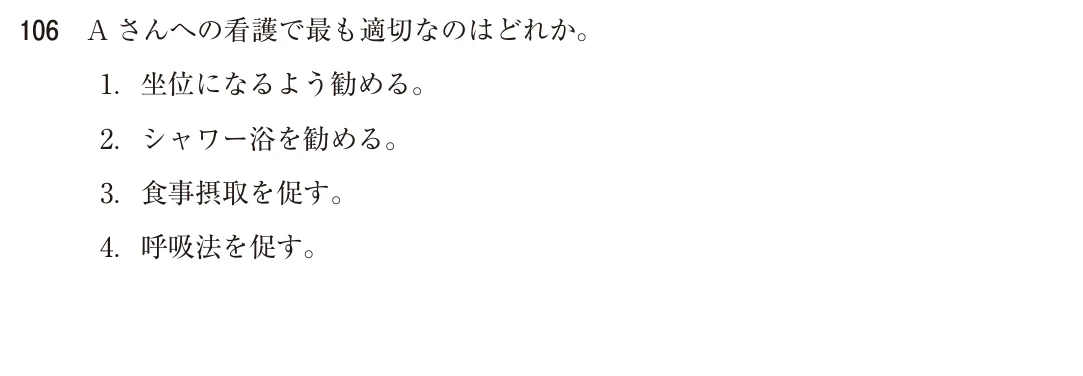 106 Aさんへの看護で最も適切なのはどれか。
1. 坐位になるよう勧める。
2. シャワー浴を勧める。
3. 食事摂取を促す。
4. 呼吸法を促す。